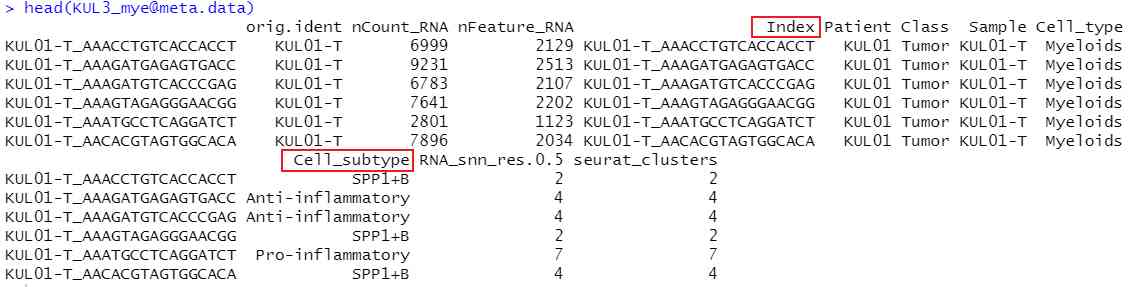 > head(KUL3_mye@meta.data)
orig.ident nCount_RNA nFeature_RNA Index Patient Class Sample Cell_type
KUL01-T_AAACCTGTCACCACCT KUL01-T 6999 2129 KUL01-T_AAACCTGTCACCACCT KUL01 Tumor KUL01-T Myeloids
KUL01-T_AAAGATGAGAGTGACC KUL01-T 9231 2513 KUL01-T_AAAGATGAGAGTGACC KUL01 Tumor KUL01-T Myeloids
KUL01-T_AAAGATGTCACCCGAG KUL01-T 6783 2107 KUL01-T_AAAGATGTCACCCGAG KUL01 Tumor KUL01-T Myeloids
KUL01-T_AAAGTAGAGGGAACGG KUL01-T 7641 2202 KUL01-T_AAAGTAGAGGGAACGG KUL01 Tumor KUL01-T Myeloids
KUL01-T_AAATGCCTCAGGATCT KUL01-T 2801 1123 KUL01-T_AAATGCCTCAGGATCT KUL01 Tumor KUL01-T Myeloids
KUL01-T_AACACGTAGTGGCACA KUL01-T 7896 2034 KUL01-T_AACACGTAGTGGCACA KUL01 Tumor KUL01-T Myeloids
Cell_subtype RNA_snn_res.0.5 seurat_clusters
KUL01-T_AAACCTGTCACCACCT SPP1+B 2 2
KUL01-T_AAAGATGAGAGTGACC Anti-inflammatory 4 4
KUL01-T_AAAGATGTCACCCGAG Anti-inflammatory 4 4
KUL01-T_AAAGTAGAGGGAACGG SPP1+B 2 2
KUL01-T_AAATGCCTCAGGATCT Pro-inflammatory 7 7
KUL01-T_AACACGTAGTGGCACA SPP1+B 4 4